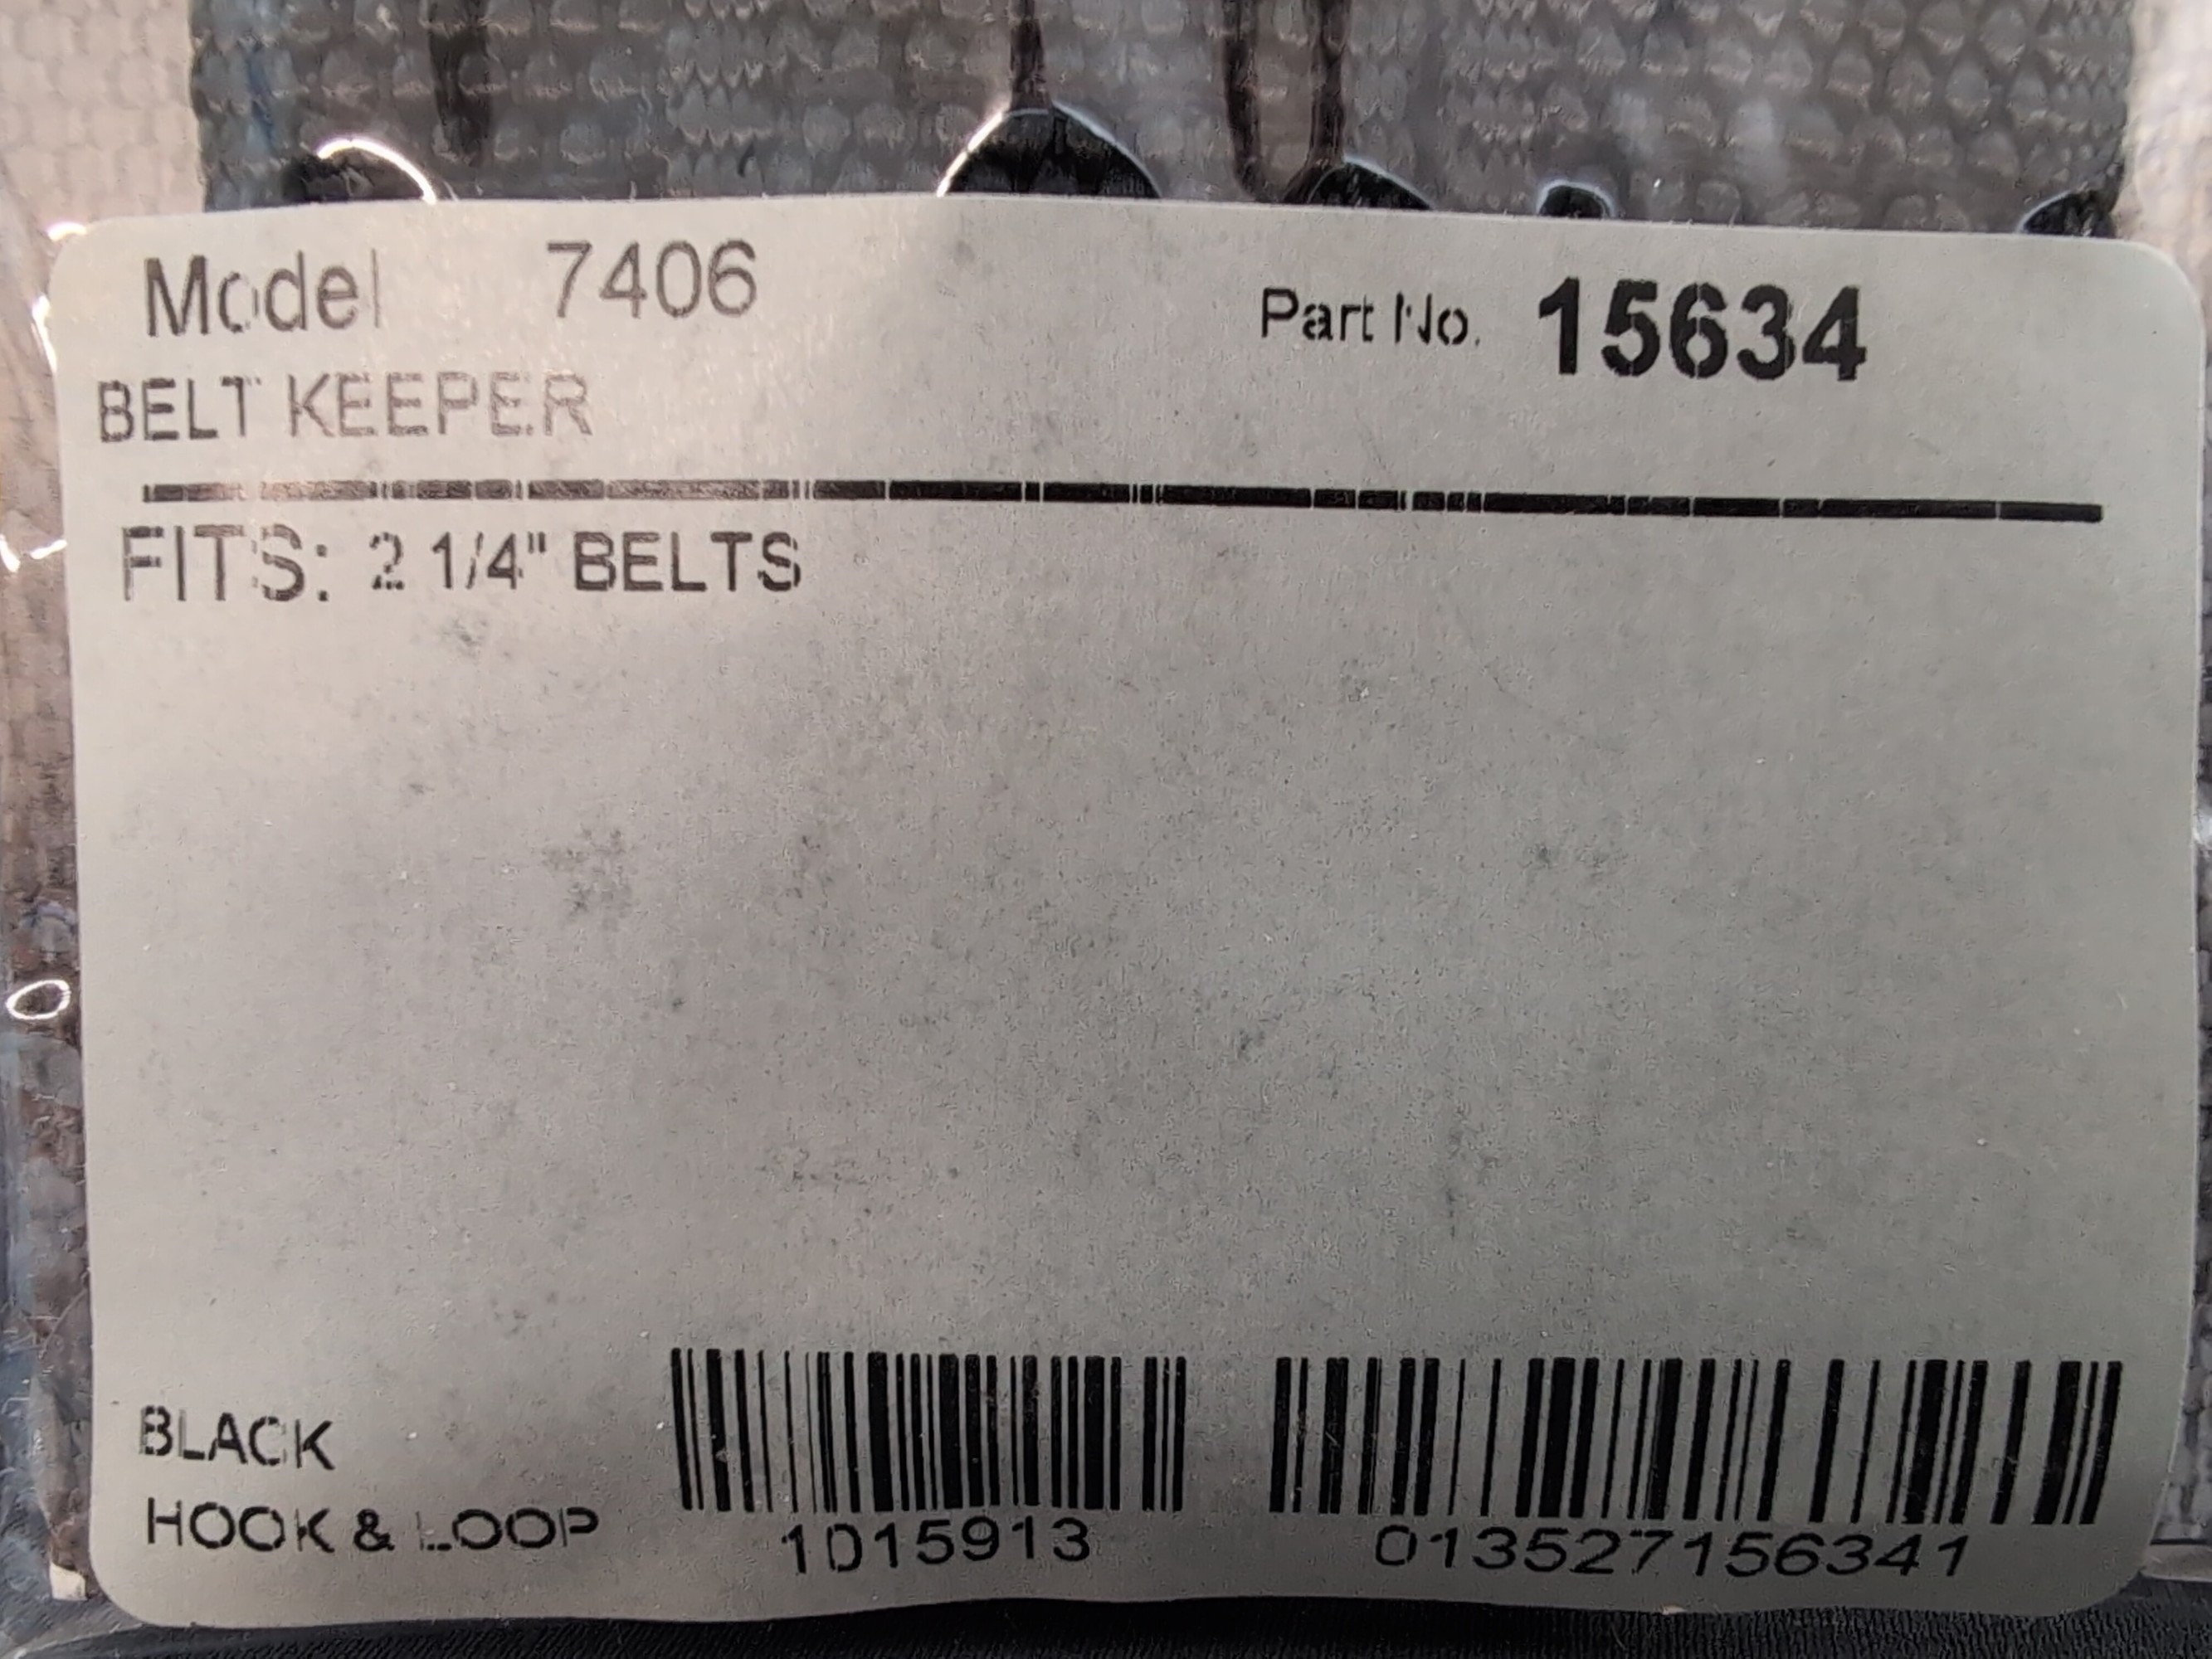 Model 7406
Part No. 15634
BELT KEEPER
FITS: 2 1/4" BELTS
BLACK
HOOK & LOOP
1015913
013527156341